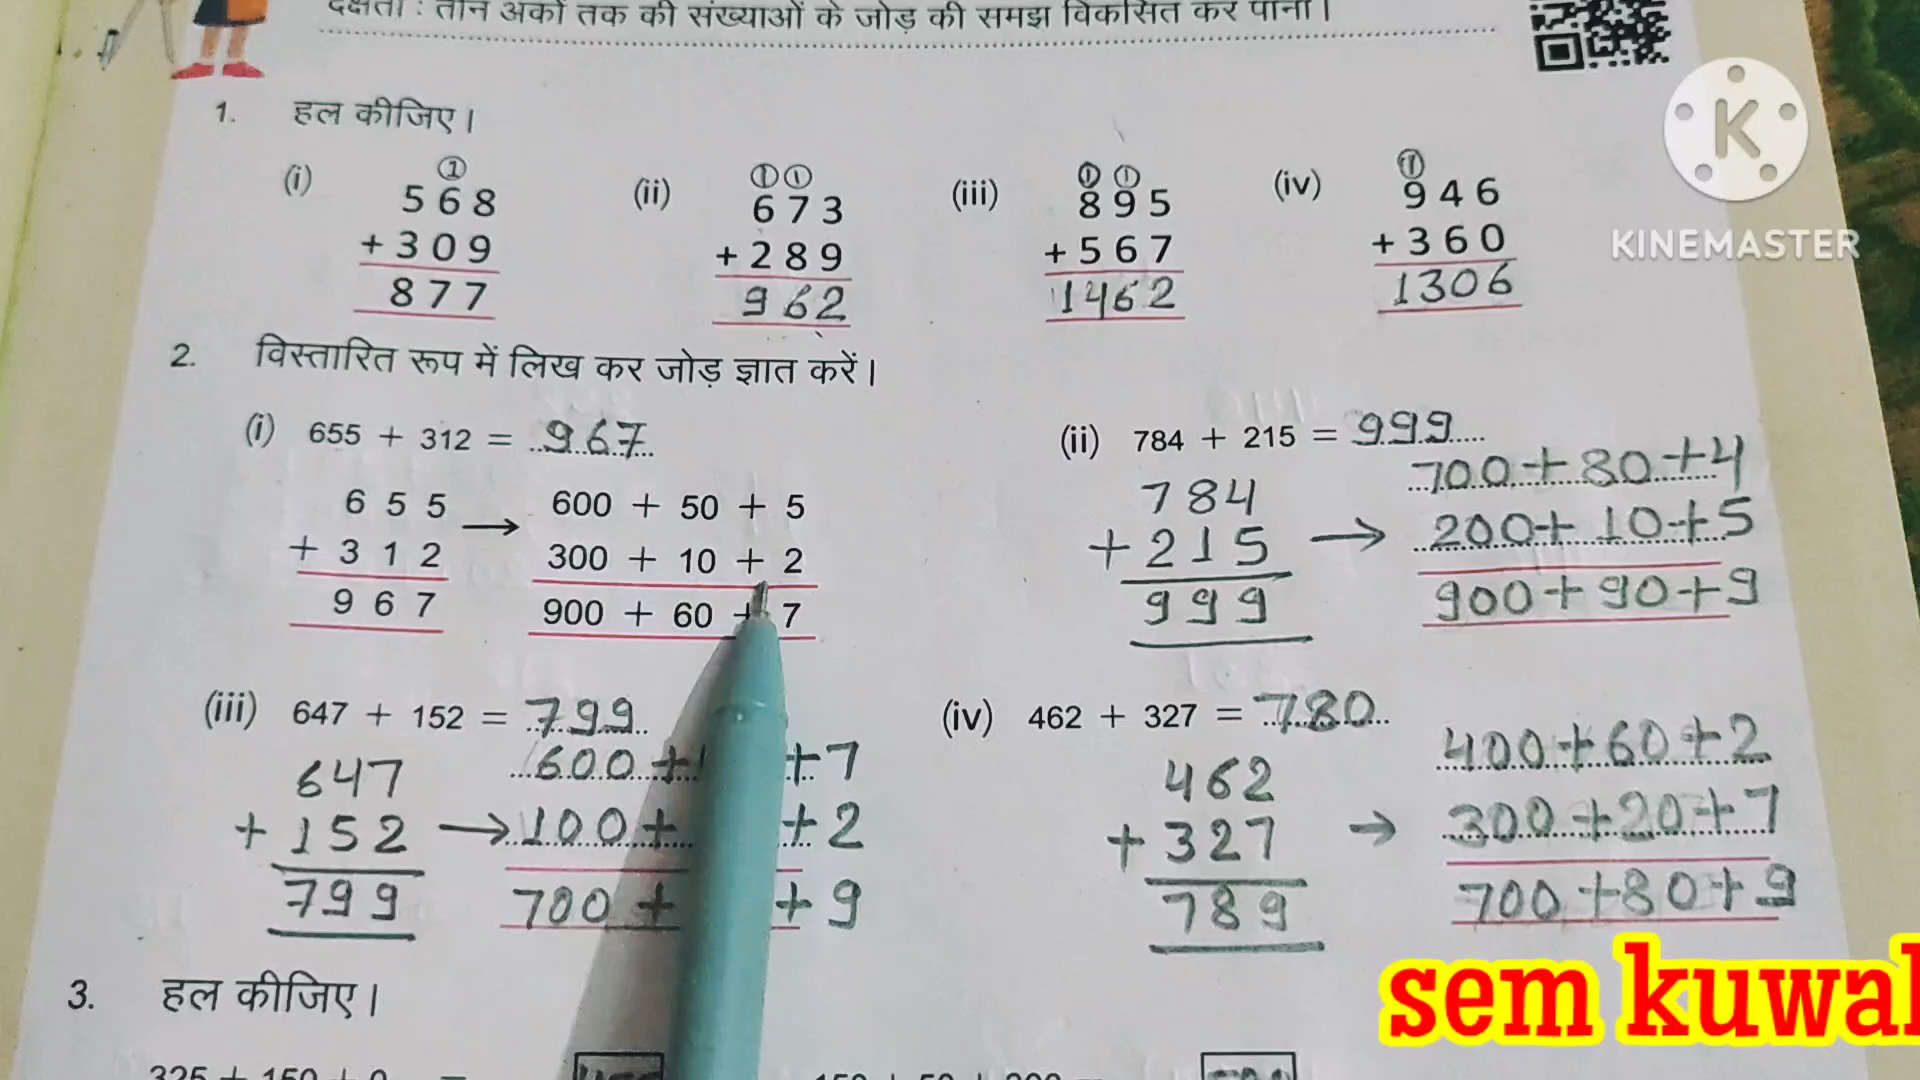 दक्षता : तीन अंकों तक की संख्याओं के जोड़ की समझ विकसित कर पाना।
K
KINEMASTER
1. हल कीजिए।
(i) (ii) (iii) (iv)
① ①① ①① ①
568 673 895 946
+309 +289 +567 +360
877 962 1462 1306
2. विस्तारित रूप में लिख कर जोड़ ज्ञात करें।
(i) 655 + 312 = 967 (ii) 784 + 215 = 999
655 → 600 + 50 + 5 784 700+80+4
+312 300 + 10 + 2 +215 → 200+10+5
967 900 + 60 + 7 999 900+90+9
(iii) 647 + 152 = 799 (iv) 462 + 327 = 780
647 600 + +7 462 400+60+2
+152 → 100+ +2 +327 → 300+20+7
799 700 + +9 789 700+80+9
3. हल कीजिए।
sem kuwal